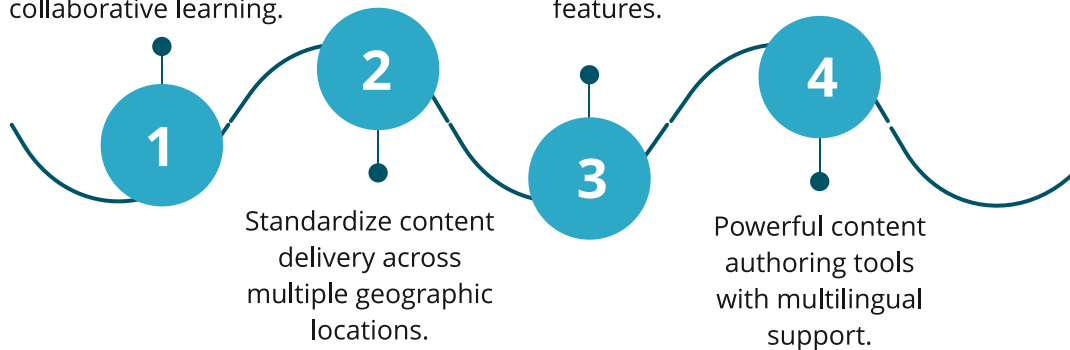 collaborative learning.
1
2
Standardize content
delivery across
multiple geographic
locations.
features.
3
4
Powerful content
authoring tools
with multilingual
support.